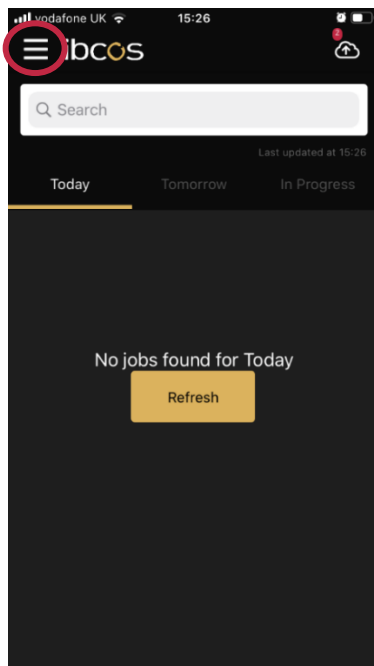 vodafone UK 15:26
ibcos
2
Search
Last updated at 15:26
Today Tomorrow In Progress
No jobs found for Today
Refresh